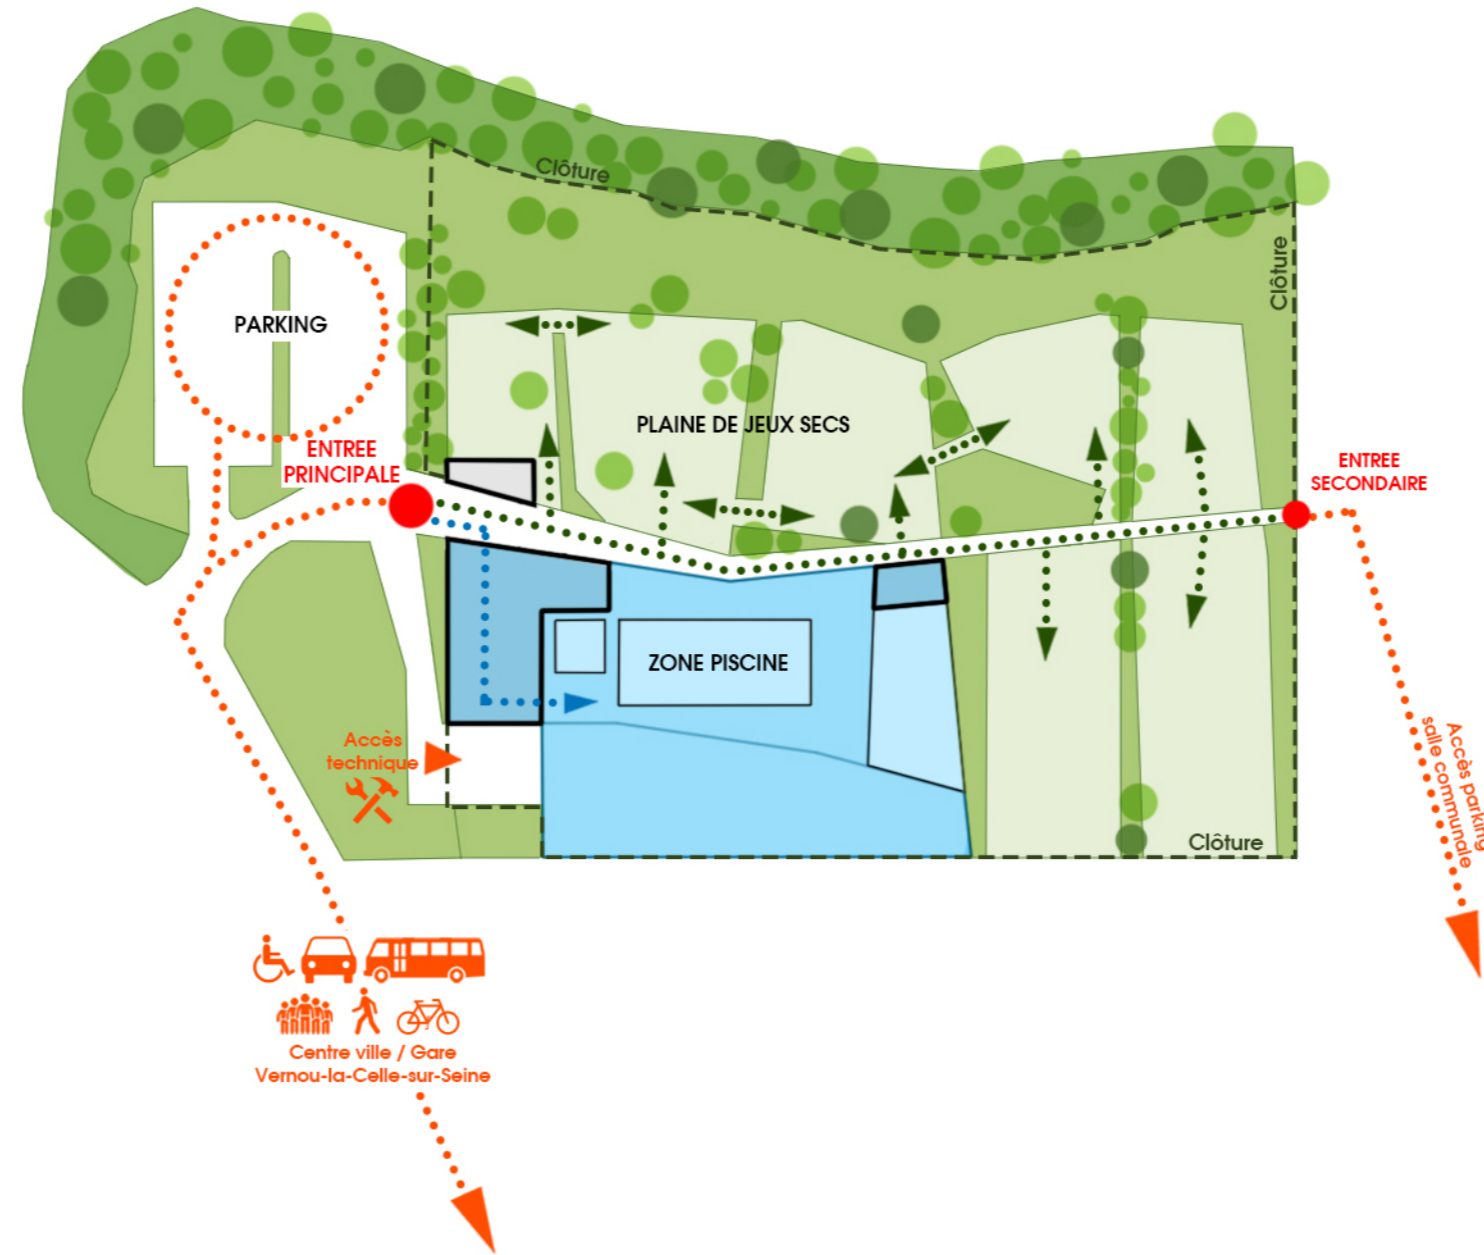 Clôture
Clôture
PARKING
PLAINE DE JEUX SECS
ENTREE
PRINCIPALE
ENTREE
SECONDAIRE
ZONE PISCINE
Accès
technique
Accès parking
salle communale
Clôture
Centre ville / Gare
Vernou-la-Celle-sur-Seine